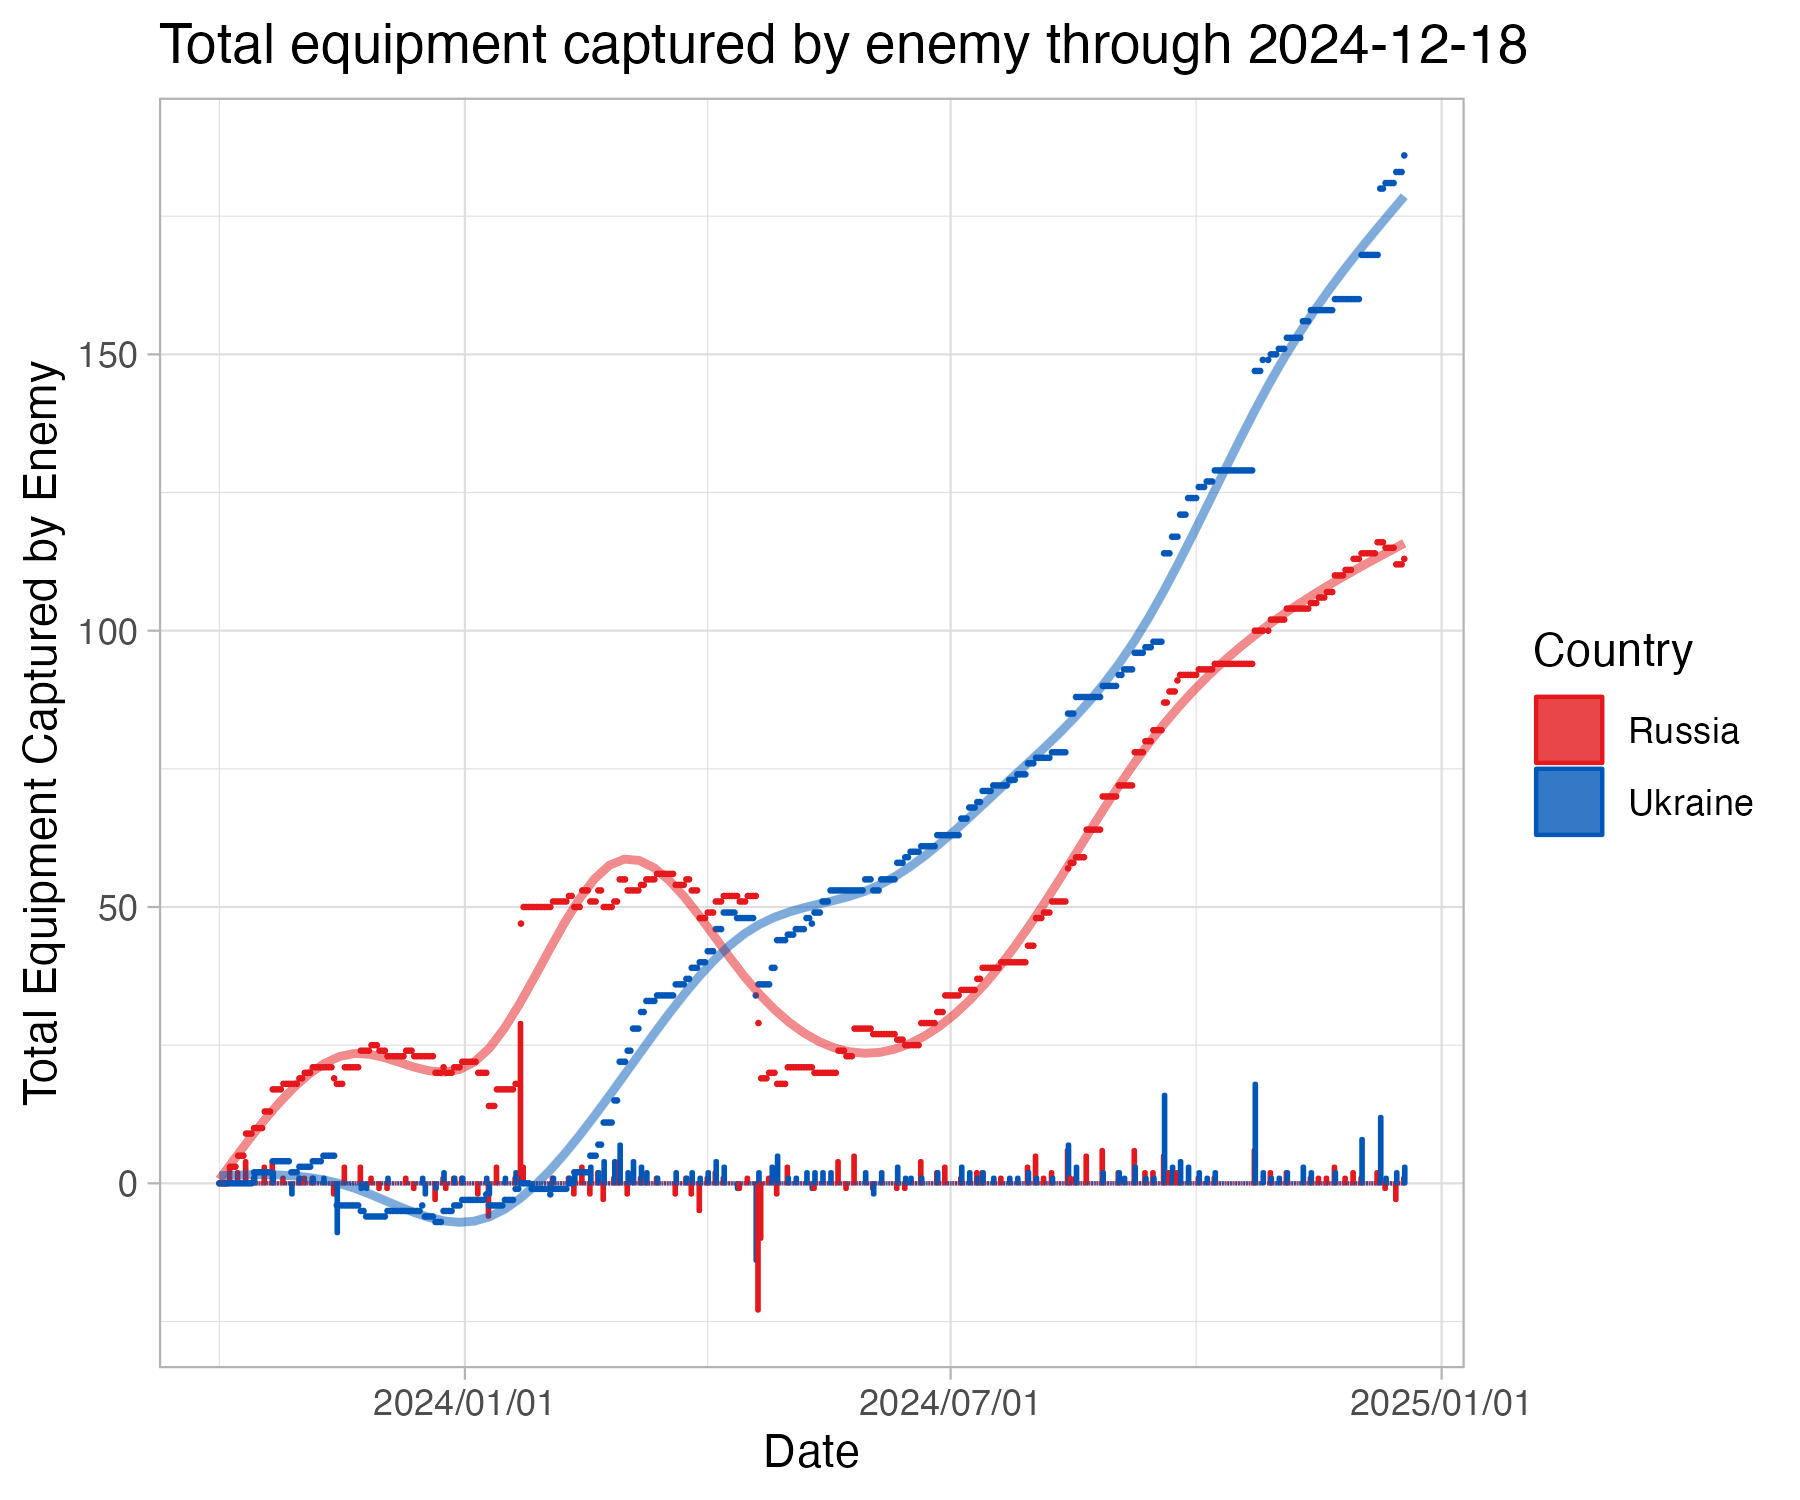 Total equipment captured by enemy through 2024-12-18
Total Equipment Captured by Enemy
150
100
50
0
2024/01/01
2024/07/01
2025/01/01
Date
Country
Russia
Ukraine